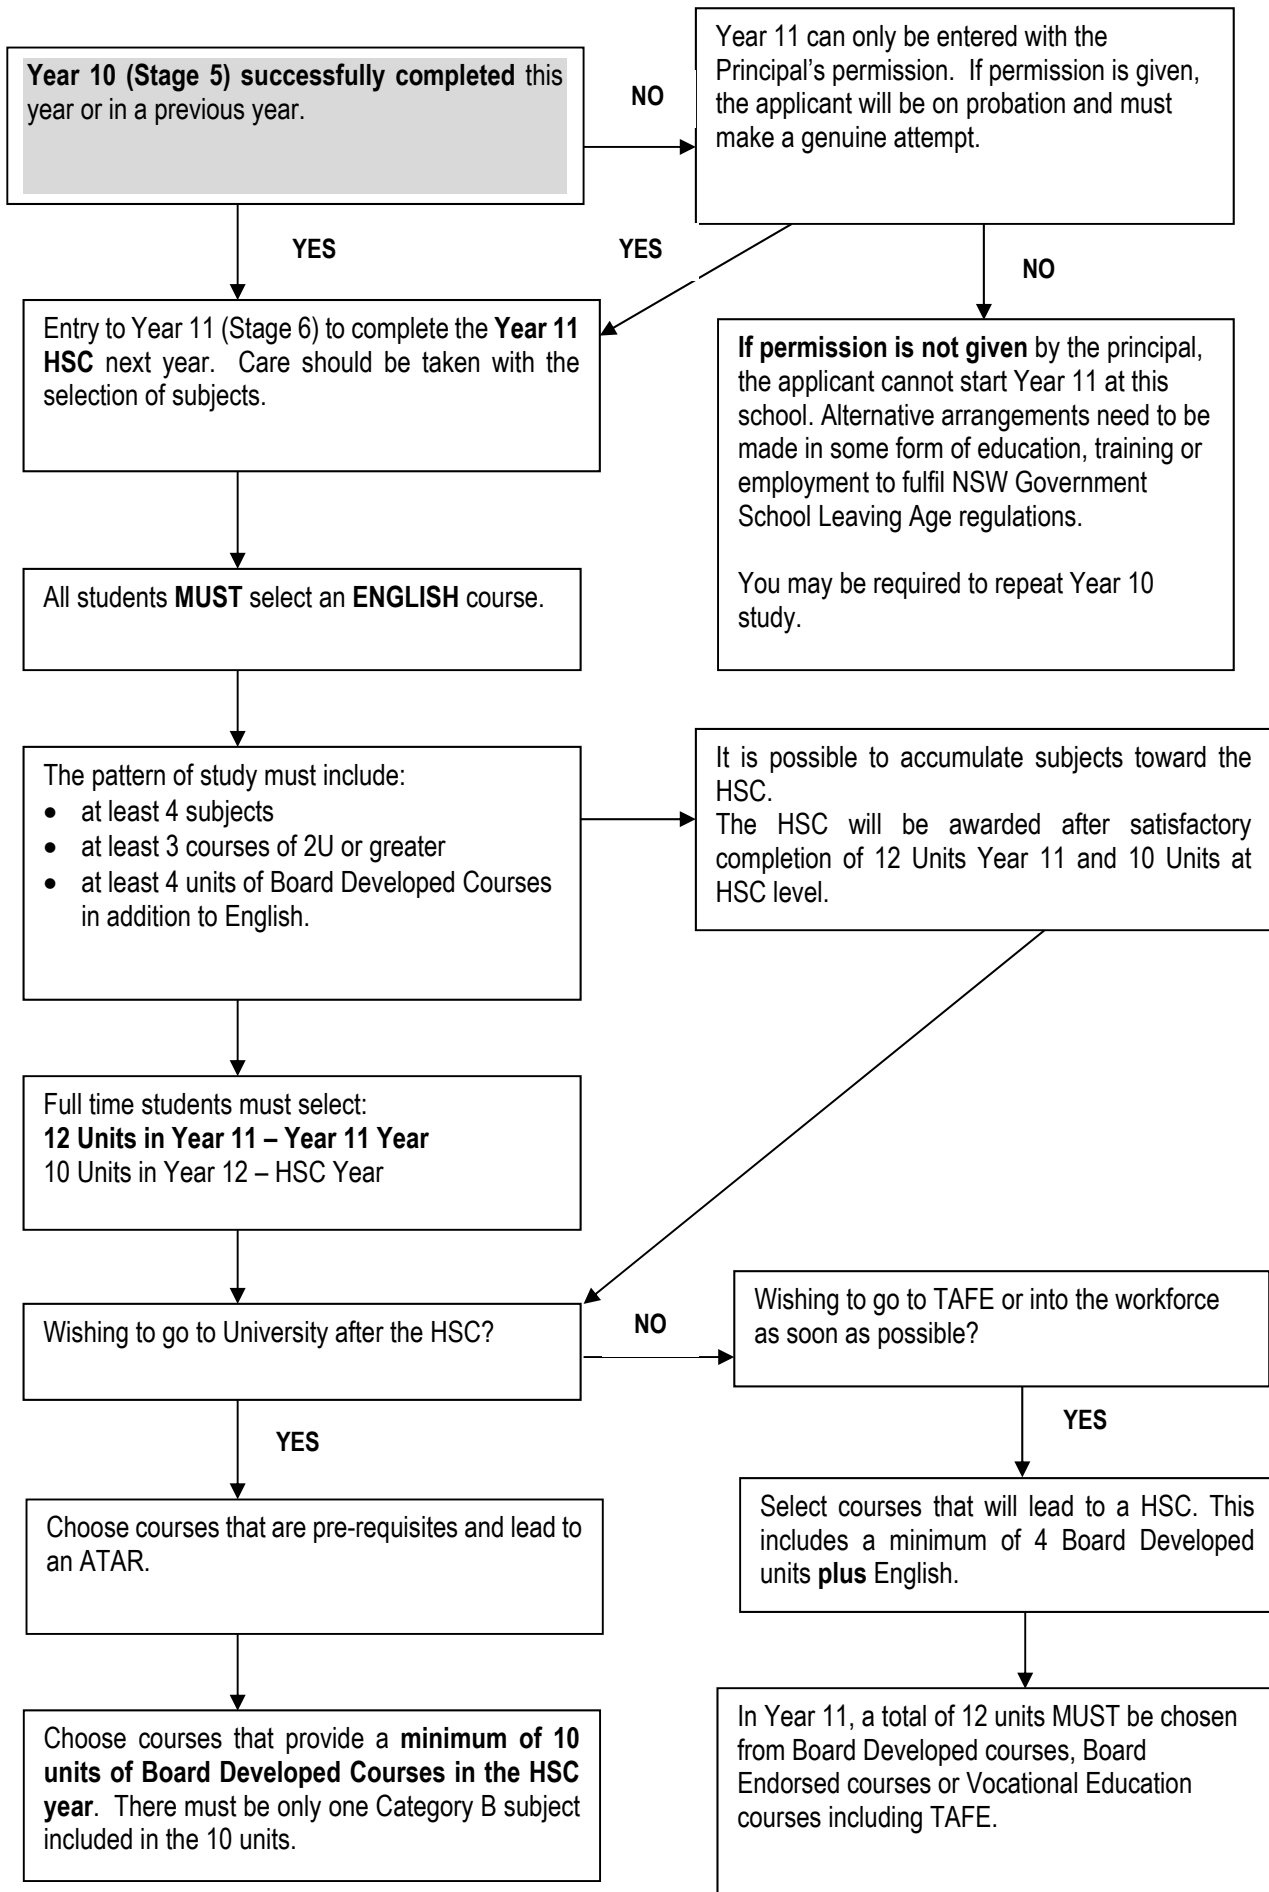 Year 10 (Stage 5) successfully completed this
year or in a previous year.
NO
Year 11 can only be entered with the
Principal's permission. If permission is given,
the applicant will be on probation and must
make a genuine attempt.
YES
YES
NO
Entry to Year 11 (Stage 6) to complete the Year 11
HSC next year. Care should be taken with the
selection of subjects.
If permission is not given by the principal,
the applicant cannot start Year 11 at this
school. Alternative arrangements need to be
made in some form of education, training or
employment to fulfil NSW Government
School Leaving Age regulations.
You may be required to repeat Year 10
study.
All students MUST select an ENGLISH course.
The pattern of study must include:
• at least 4 subjects
• at least 3 courses of 2U or greater
• at least 4 units of Board Developed Courses
in addition to English.
It is possible to accumulate subjects toward the
HSC.
The HSC will be awarded after satisfactory
completion of 12 Units Year 11 and 10 Units at
HSC level.
Full time students must select:
12 Units in Year 11 – Year 11 Year
10 Units in Year 12 – HSC Year
Wishing to go to University after the HSC?
NO
Wishing to go to TAFE or into the workforce
as soon as possible?
YES
YES
Choose courses that are pre-requisites and lead to
an ATAR.
Select courses that will lead to a HSC. This
includes a minimum of 4 Board Developed
units plus English.
Choose courses that provide a minimum of 10
units of Board Developed Courses in the HSC
year. There must be only one Category B subject
included in the 10 units.
In Year 11, a total of 12 units MUST be chosen
from Board Developed courses, Board
Endorsed courses or Vocational Education
courses including TAFE.